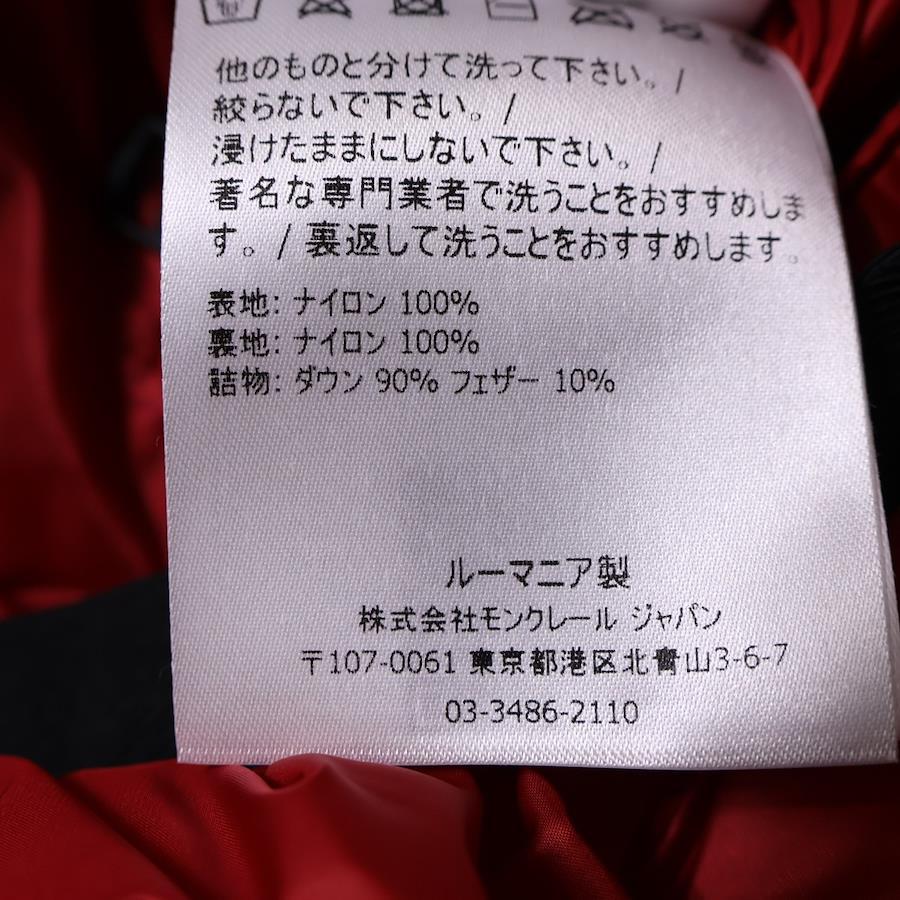 他のものと分けて洗って下さい。/
絞らないで下さい。/
浸けたままにしないで下さい。/
著名な専門業者で洗うことをおすすめしま
す。/ 裏返して洗うことをおすすめします。
表地: ナイロン 100%
裏地: ナイロン 100%
詰物: ダウン 90% フェザー 10%
ルーマニア製
株式会社モンクレール ジャパン
〒107-0061 東京都港区北青山3-6-7
03-3486-2110